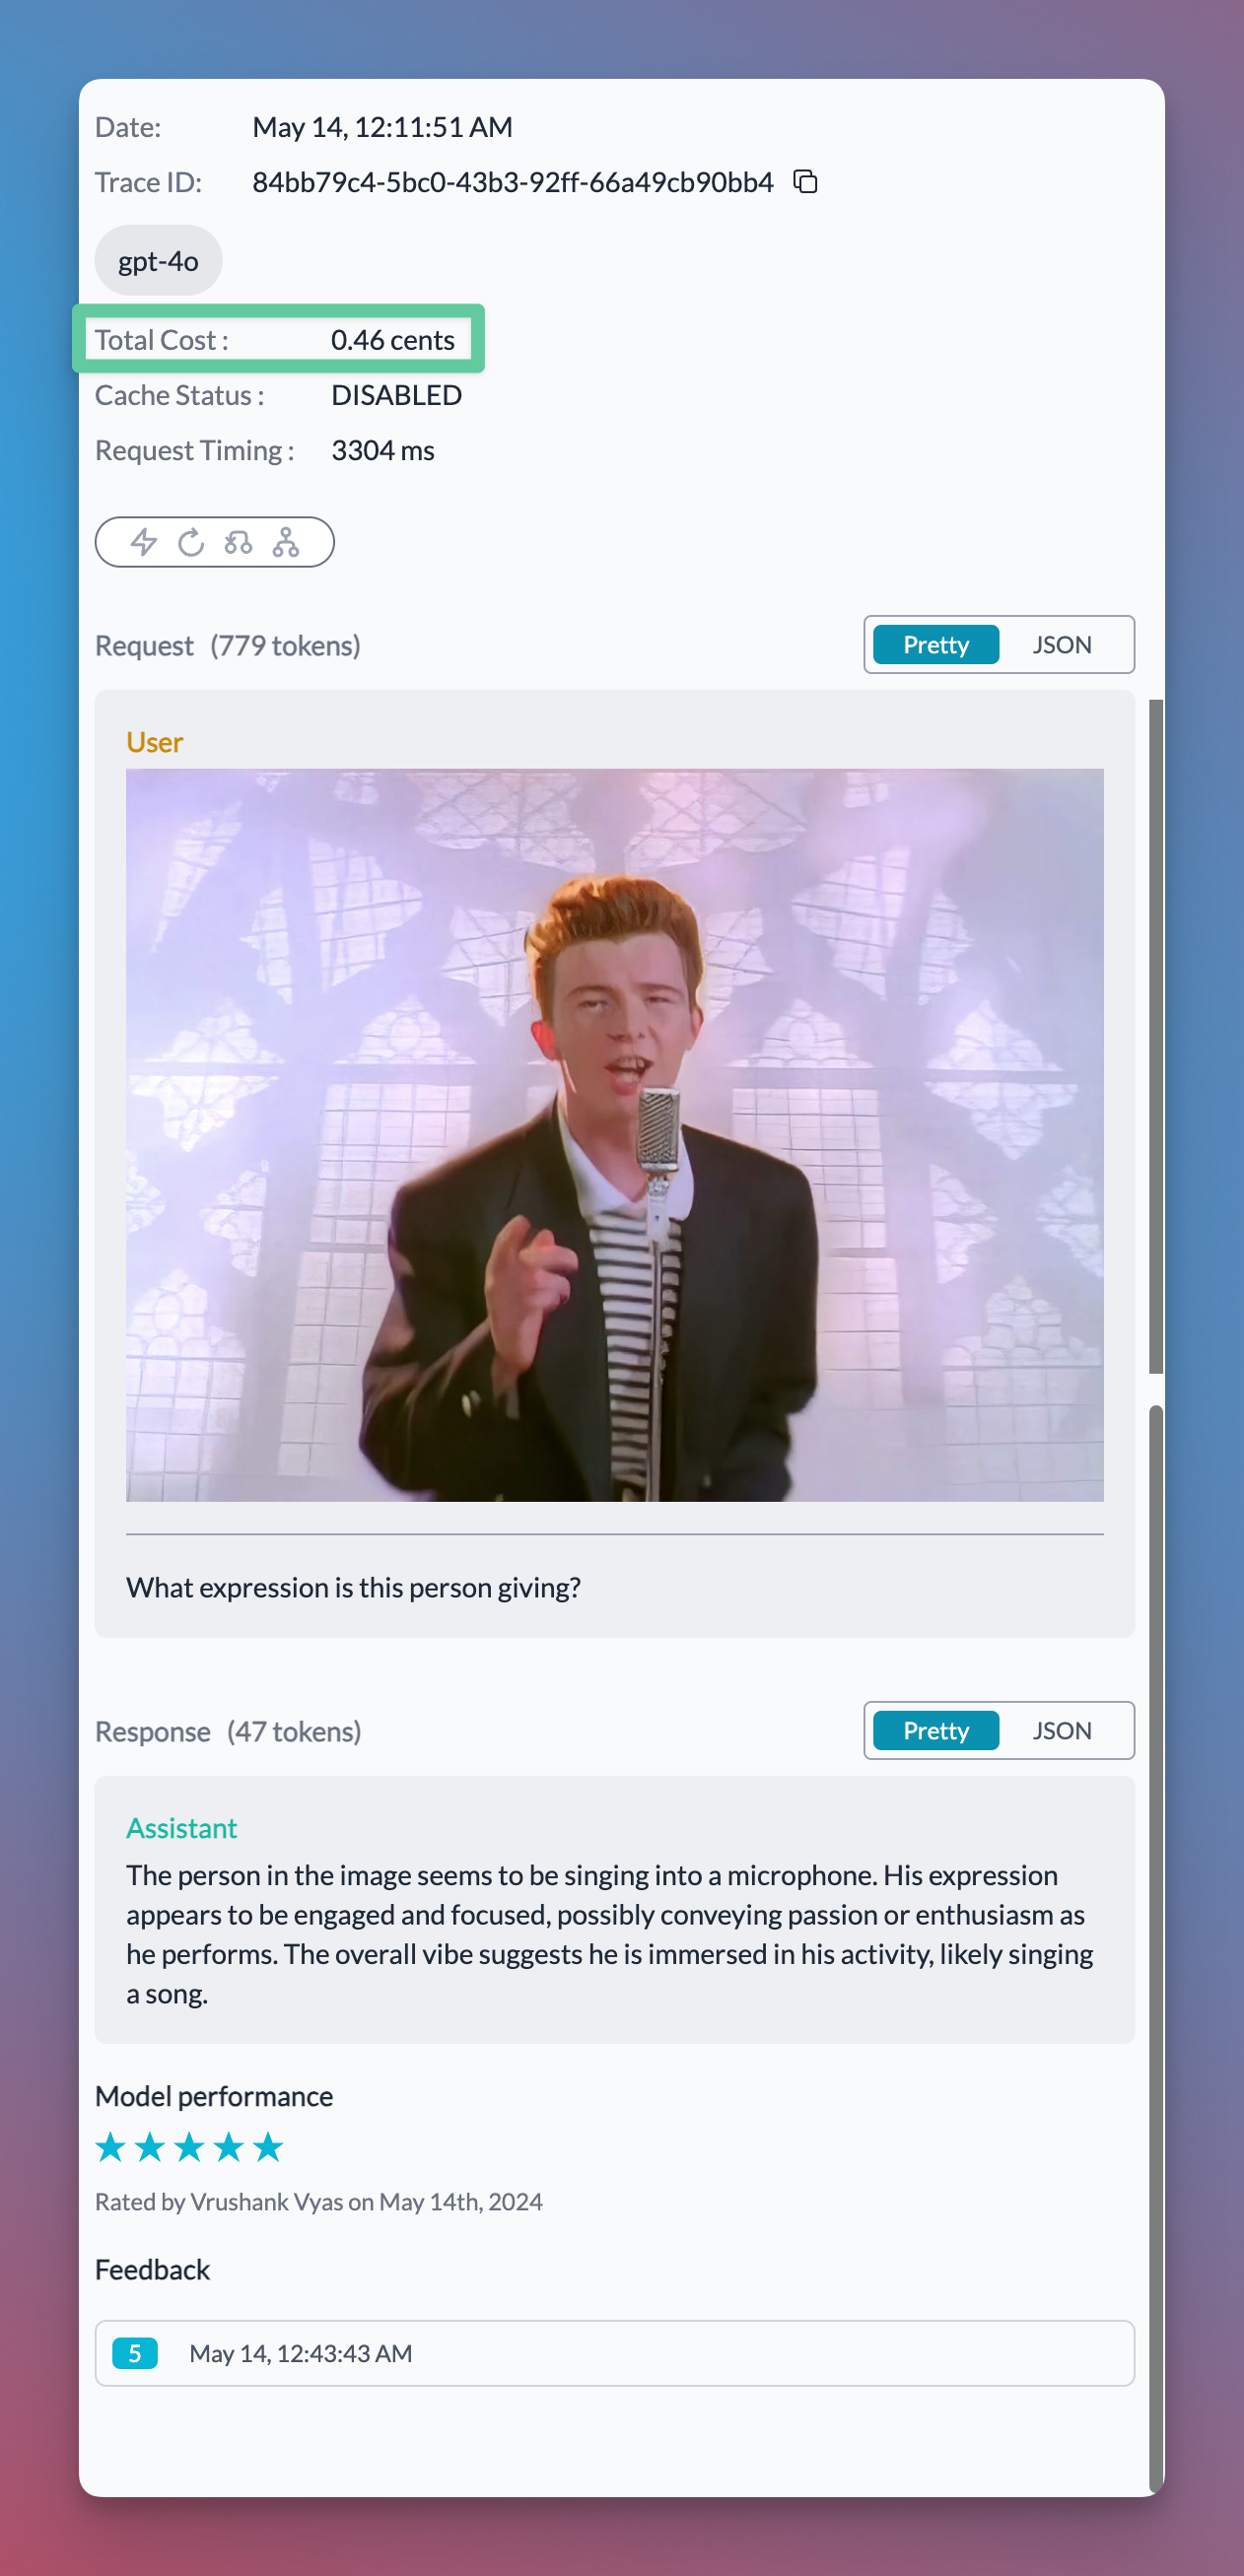 Date: May 14, 12:11:51 AM
Trace ID: 84bb79c4-5bc0-43b3-92ff-66a49cb90bb4
gpt-4o
Total Cost : 0.46 cents
Cache Status : DISABLED
Request Timing : 3304 ms
Request (779 tokens) Pretty JSON
User
What expression is this person giving?
Response (47 tokens) Pretty JSON
Assistant
The person in the image seems to be singing into a microphone. His expression
appears to be engaged and focused, possibly conveying passion or enthusiasm as
he performs. The overall vibe suggests he is immersed in his activity, likely singing
a song.
Model performance
Rated by Vrushank Vyas on May 14th, 2024
Feedback
5 May 14, 12:43:43 AM